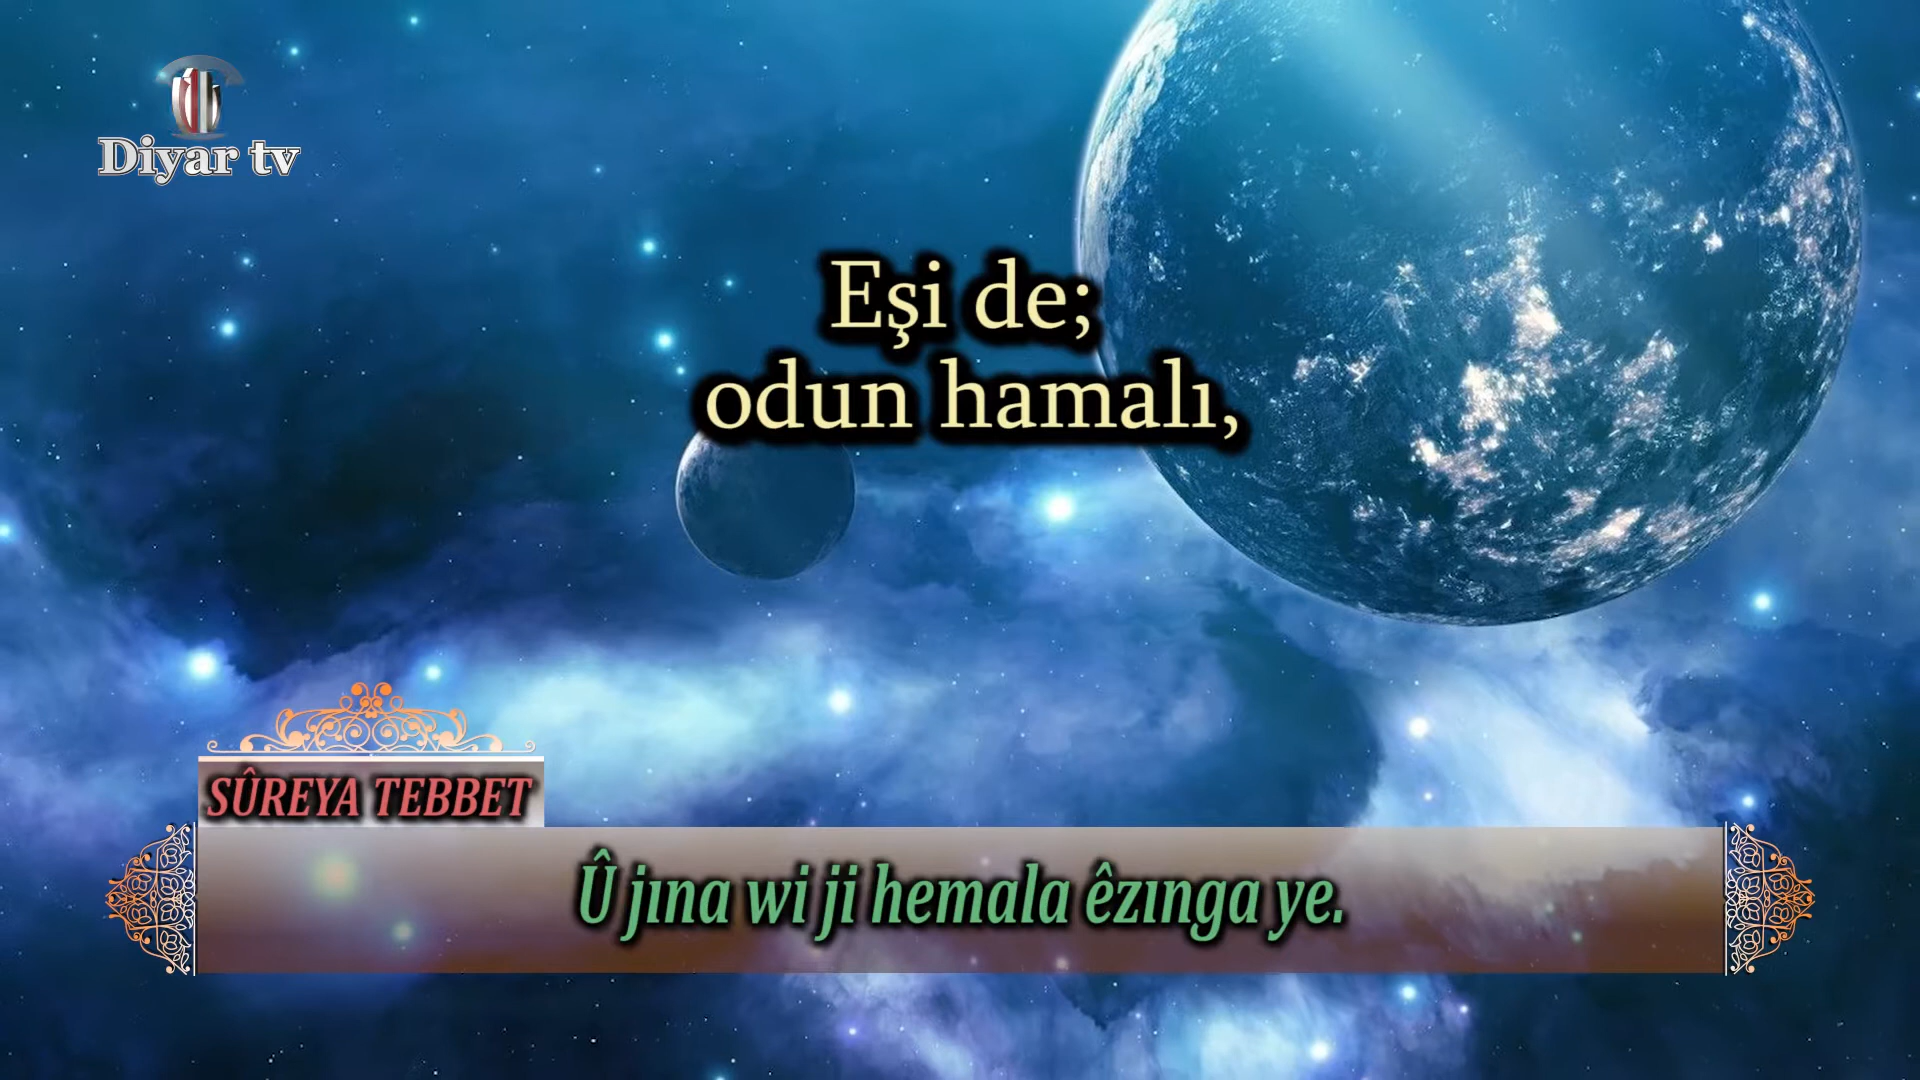 Diyar tv
Eşi de;
odun hamalı,
SÛREYA TEBBET
Û jına wi ji hemala êzınga ye.